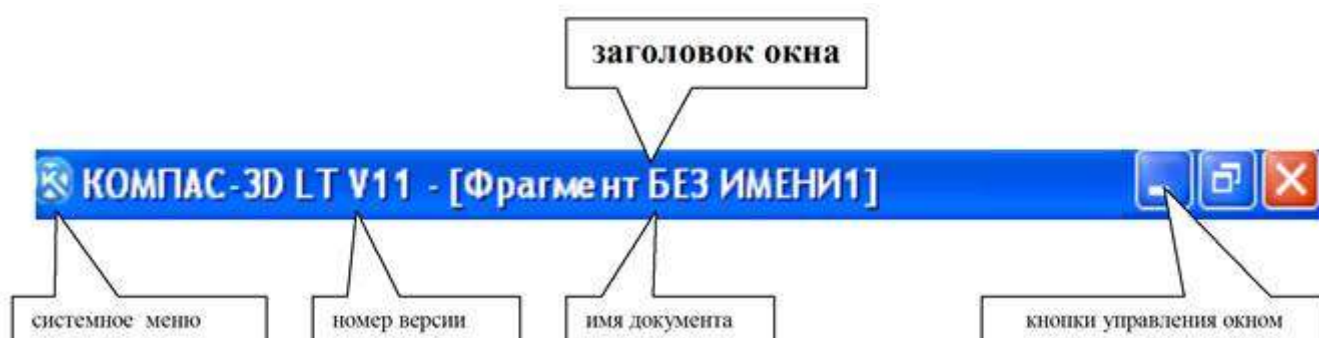 заголовок окна
КОМПАС-3D LT V11 - [Фрагмент БЕЗ ИМЕНИ1]
системное меню
номер версии
имя документа
кнопки управления окном